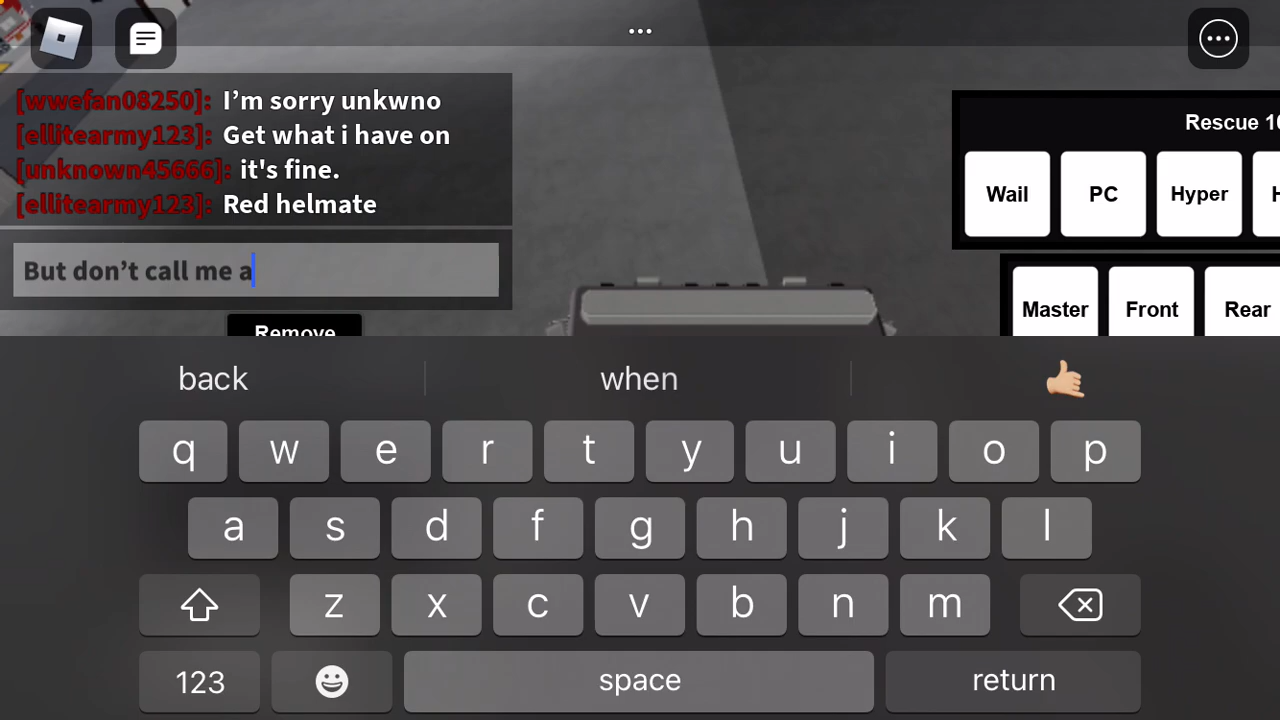 [wwefan08250]: I'm sorry unkwno
[ellitearmy123]: Get what i have on
[unknown45666]: it's fine.
[ellitearmy123]: Red helmate
But don't call me a
Remove
Rescue 10
Wail PC Hyper H
Master Front Rear
back when
q w e r t y u i o p
a s d f g h j k l
z x c v b n m
123 space return